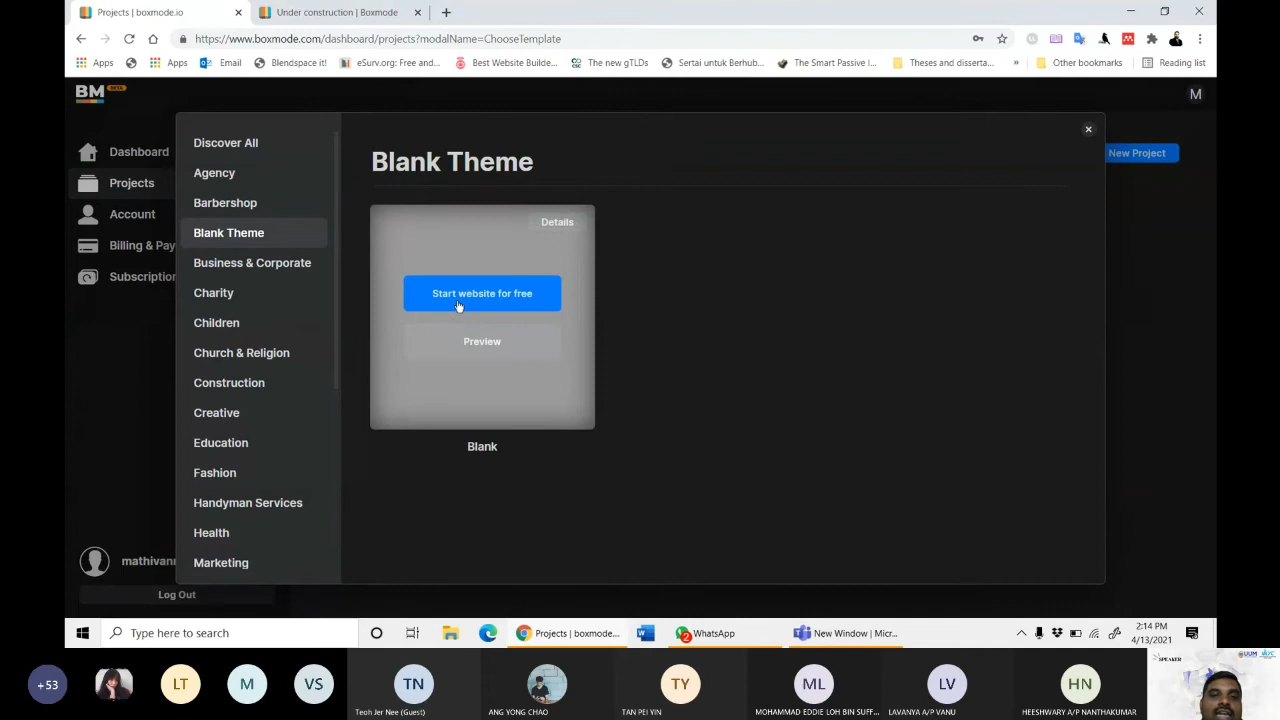 Projects | boxmode.io
Under construction | Boxmode
https://www.boxmode.com/dashboard/projects?modalName=ChooseTemplate
Apps
Apps
Email
Blendspace it!
eSurv.org: Free and...
Best Website Builde...
The new gTLDs
Sertai untuk Berhub...
The Smart Passive I...
Theses and disserta...
»
Other bookmarks
Reading list
BM BETA
M
Dashboard
Projects
Account
Billing & Pay
Subscription
New Project
Discover All
Agency
Barbershop
Blank Theme
Business & Corporate
Charity
Children
Church & Religion
Construction
Creative
Education
Fashion
Handyman Services
Health
Marketing
Blank Theme
Details
Start website for free
Preview
Blank
mathivann
Log Out
Type here to search
Projects | boxmode...
2
WhatsApp
New Window | Micr...
2:14 PM
4/13/2021
+53
LT
M
VS
TN
Teoh Jer Nee (Guest)
ANG YONG CHAO
TY
TAN PEI YIN
ML
MOHAMMAD EDDIE LOH BIN SUFF...
LV
LAVANYA A/P VANU
HN
HEESHWARY A/P NANTHAKUMAR
SPEAKER
UUM